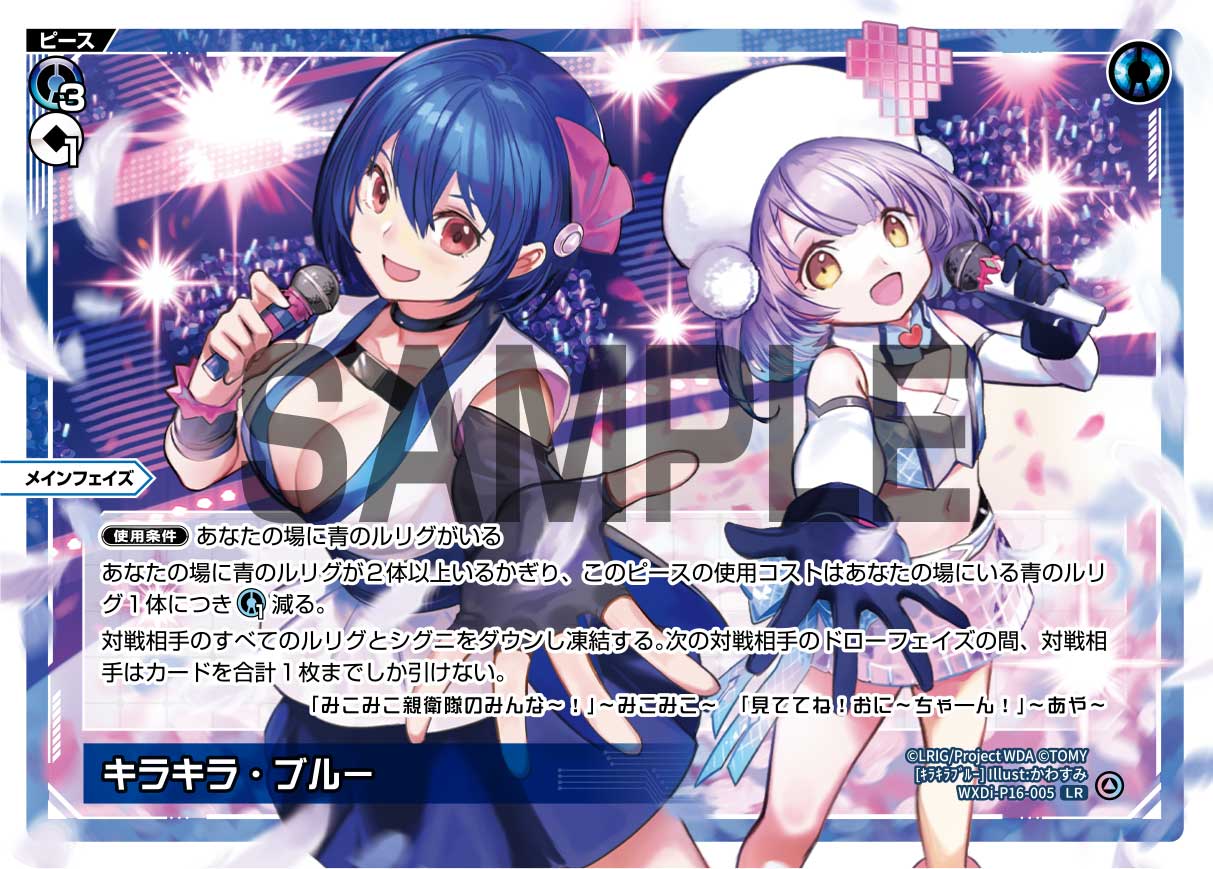 ピース
3
1
SAMPLE
メインフェイズ
使用条件 あなたの場に青のルリグがいる
あなたの場に青のルリグが２体以上いるかぎり、このピースの使用コストはあなたの場にいる青のルリ
グ１体につき 1 減る。
対戦相手のすべてのルリグとシグニをダウンし凍結する。次の対戦相手のドローフェイズの間、対戦相
手はカードを合計１枚までしか引けない。
「みこみこ親衛隊のみんな～！」～みこみこ～ 「見ててね！おに～ちゃーん！」～あや～
キラキラ・ブルー
©LRIG/Project WDA ©TOMY
[ｷﾗｷﾗﾌﾞﾙｰ] Illust:かわすみ
WXDi-P16-005 LR